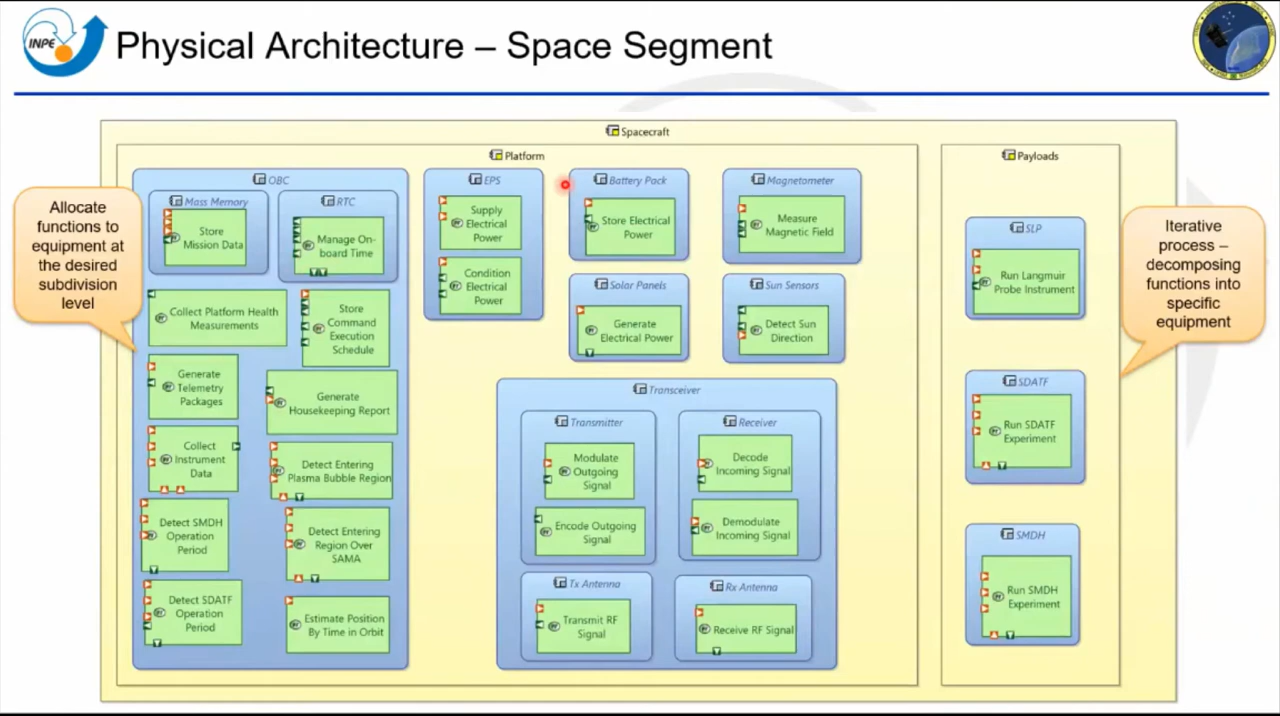 INPE
Physical Architecture – Space Segment
Spacecraft
Platform
Payloads
Allocate
functions to
equipment at
the desired
subdivision
level
OBC
Mass Memory
Store
Mission Data
RTC
Manage On-
board Time
Collect Platform Health
Measurements
Store
Command
Execution
Schedule
Generate
Telemetry
Packages
Generate
Housekeeping Report
Collect
Instrument
Data
Detect Entering
Plasma Bubble Region
Detect SMDH
Operation
Period
Detect Entering
Region Over
SAMA
Detect SDATF
Operation
Period
Estimate Position
By Time in Orbit
EPS
Supply
Electrical
Power
Condition
Electrical
Power
Battery Pack
Store Electrical
Power
Solar Panels
Generate
Electrical Power
Magnetometer
Measure
Magnetic Field
Sun Sensors
Detect Sun
Direction
Transceiver
Transmitter
Modulate
Outgoing
Signal
Encode Outgoing
Signal
Receiver
Decode
Incoming Signal
Demodulate
Incoming Signal
Tx Antenna
Transmit RF
Signal
Rx Antenna
Receive RF Signal
SLP
Run Langmuir
Probe Instrument
SDATF
Run SDATF
Experiment
SMDH
Run SMDH
Experiment
Iterative
process –
decomposing
functions into
specific
equipment